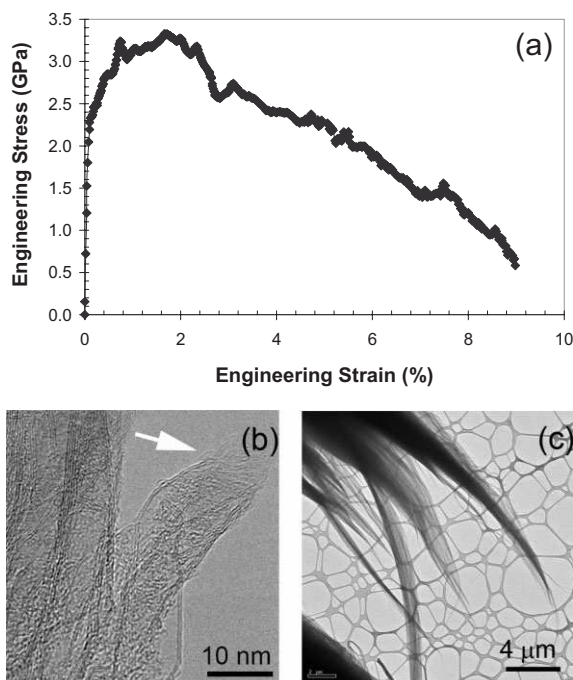 (a)
Engineering Stress (GPa)
3.5
3.0
2.5
2.0
1.5
1.0
0.5
0.0
0 2 4 6 8 10
Engineering Strain (%)
(b)
10 nm
(c)
4 μm